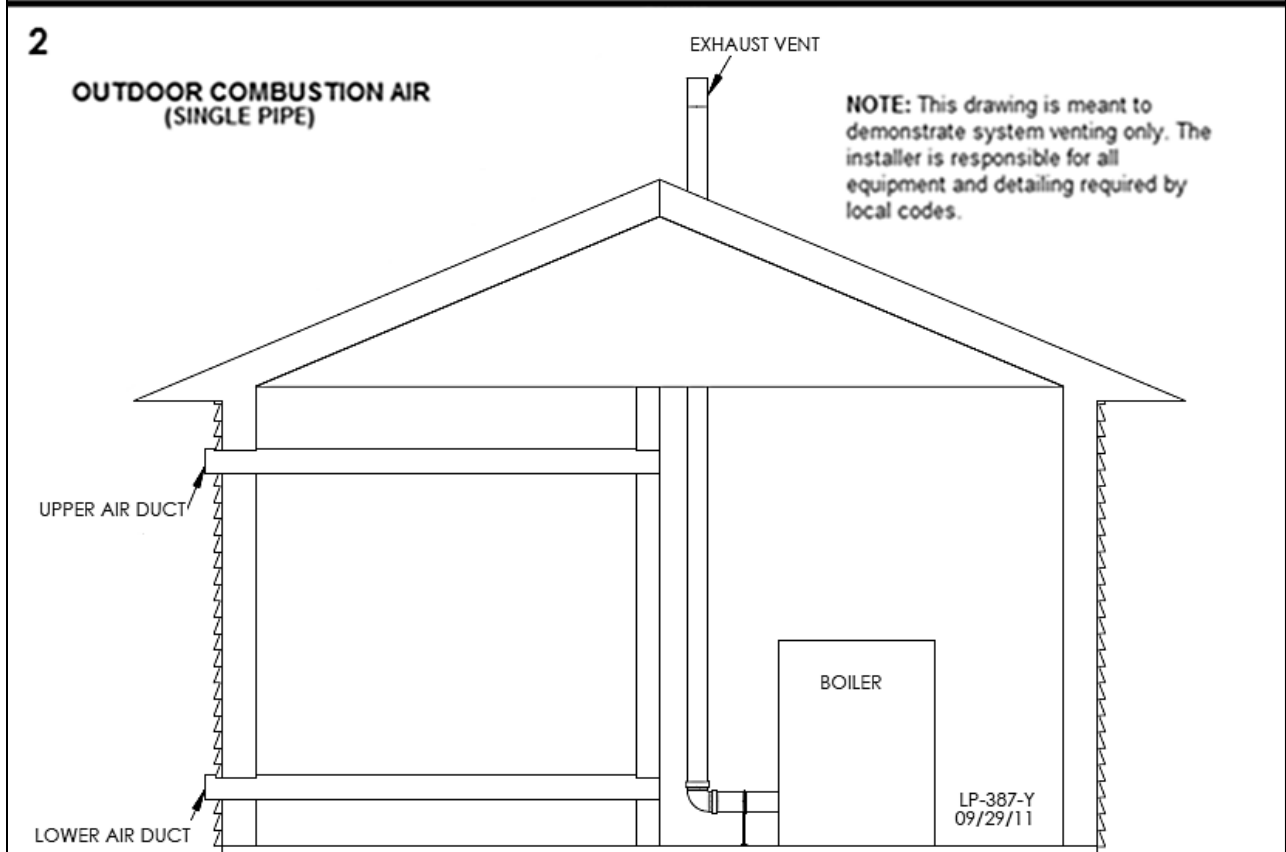 2
OUTDOOR COMBUSTION AIR
(SINGLE PIPE)
EXHAUST VENT
NOTE: This drawing is meant to
demonstrate system venting only. The
installer is responsible for all
equipment and detailing required by
local codes.
UPPER AIR DUCT
BOILER
LP-387-Y
09/29/11
LOWER AIR DUCT